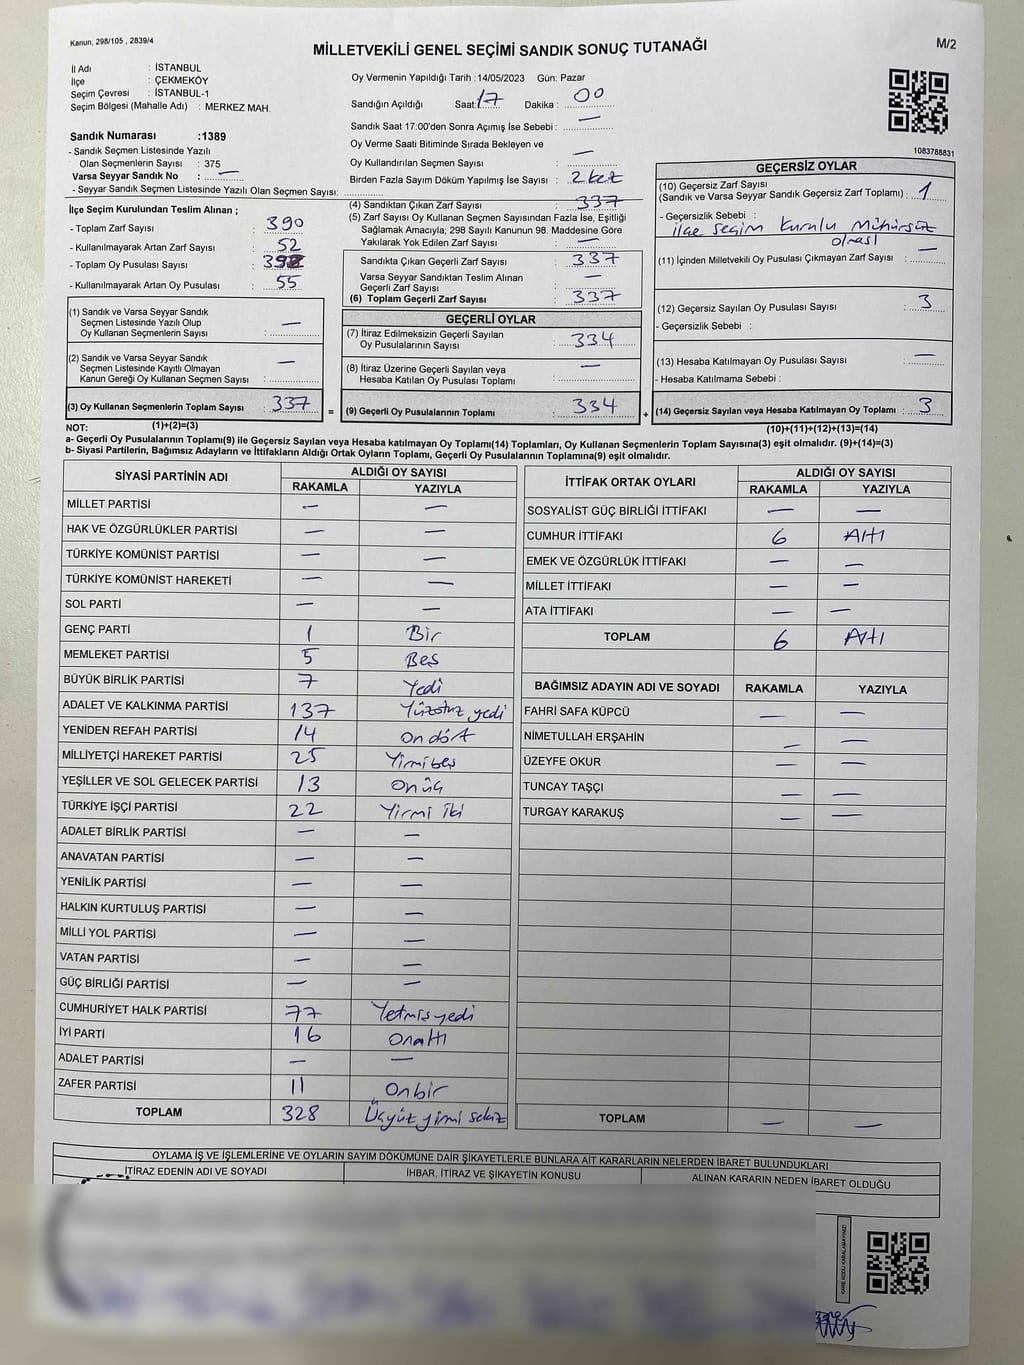 Kanun: 298/105 , 2839/4
MİLLETVEKİLİ GENEL SEÇİMİ SANDIK SONUÇ TUTANAĞI
M/2
İl Adı : İSTANBUL
İlçe : ÇEKMEKÖY
Seçim Çevresi : İSTANBUL-1
Seçim Bölgesi (Mahalle Adı) : MERKEZ MAH.
Sandık Numarası :1389
- Sandık Seçmen Listesinde Yazılı
Olan Seçmenlerin Sayısı : 375
Varsa Seyyar Sandık No : —
- Seyyar Sandık Seçmen Listesinde Yazılı Olan Seçmen Sayısı:
Oy Vermenin Yapıldığı Tarih :14/05/2023 Gün: Pazar
Sandığın Açıldığı Saat: 17 Dakika : 00
Sandık Saat 17:00'den Sonra Açımış İse Sebebi : —
Oy Verme Saati Bitiminde Sırada Bekleyen ve
Oy Kullandırılan Seçmen Sayısı : —
Birden Fazla Sayım Döküm Yapılmış İse Sayısı : 2 kez
1083788831
İlçe Seçim Kurulundan Teslim Alınan ;
- Toplam Zarf Sayısı : 390
- Kullanılmayarak Artan Zarf Sayısı : 52
- Toplam Oy Pusulası Sayısı :
- Kullanılmayarak Artan Oy Pusulası : 55
(1) Sandık ve Varsa Seyyar Sandık
Seçmen Listesinde Yazılı Olup
Oy Kullanan Seçmenlerin Sayısı : —
(2) Sandık ve Varsa Seyyar Sandık
Seçmen Listesinde Kayıtlı Olmayan
Kanun Gereği Oy Kullanan Seçmen Sayısı : —
(3) Oy Kullanan Seçmenlerin Toplam Sayısı : 337
(1)+(2)=(3)
(4) Sandıktan Çıkan Zarf Sayısı : 337
(5) Zarf Sayısı Oy Kullanan Seçmen Sayısından Fazla İse, Eşitliği
Sağlamak Amacıyla; 298 Sayılı Kanunun 98. Maddesine Göre
Yakılarak Yok Edilen Zarf Sayısı : —
Sandıkta Çıkan Geçerli Zarf Sayısı : 337
Varsa Seyyar Sandıktan Teslim Alınan
Geçerli Zarf Sayısı : —
(6) Toplam Geçerli Zarf Sayısı : 337
GEÇERLİ OYLAR
(7) İtiraz Edilmeksizin Geçerli Sayılan
Oy Pusulalarının Sayısı : 334
(8) İtiraz Üzerine Geçerli Sayılan veya
Hesaba Katılan Oy Pusulası Toplamı : —
= (9) Geçerli Oy Pusulalarının Toplamı : 334
GEÇERSİZ OYLAR
(10) Geçersiz Zarf Sayısı
(Sandık ve Varsa Seyyar Sandık Geçersiz Zarf Toplamı) : 1
- Geçersizlik Sebebi :
ilçe seçim kurulu Mühürsüz
olması
(11) İçinden Milletvekili Oy Pusulası Çıkmayan Zarf Sayısı : —
(12) Geçersiz Sayılan Oy Pusulası Sayısı : 3
- Geçersizlik Sebebi :
(13) Hesaba Katılmayan Oy Pusulası Sayısı : —
- Hesaba Katılmama Sebebi :
+ (14) Geçersiz Sayılan veya Hesaba Katılmayan Oy Toplamı : 3
(10)+(11)+(12)+(13)=(14)
NOT:
a- Geçerli Oy Pusulalarının Toplamı(9) ile Geçersiz Sayılan veya Hesaba katılmayan Oy Toplamı(14) Toplamları, Oy Kullanan Seçmenlerin Toplam Sayısına(3) eşit olmalıdır. (9)+(14)=(3)
b- Siyasi Partilerin, Bağımsız Adayların ve İttifakların Aldığı Ortak Oyların Toplamı, Geçerli Oy Pusulalarının Toplamına(9) eşit olmalıdır.
SİYASİ PARTİNİN ADI ALDIĞI OY SAYISI
RAKAMLA YAZIYLA
MİLLET PARTİSİ — —
HAK VE ÖZGÜRLÜKLER PARTİSİ — —
TÜRKİYE KOMÜNİST PARTİSİ — —
TÜRKİYE KOMÜNİST HAREKETİ — —
SOL PARTİ — —
GENÇ PARTİ 1 Bir
MEMLEKET PARTİSİ 5 Beş
BÜYÜK BİRLİK PARTİSİ 7 Yedi
ADALET VE KALKINMA PARTİSİ 137 Yüzotuz yedi
YENİDEN REFAH PARTİSİ 14 On dört
MİLLİYETÇİ HAREKET PARTİSİ 25 Yirmibeş
YEŞİLLER VE SOL GELECEK PARTİSİ 13 Onüç
TÜRKİYE İŞÇİ PARTİSİ 22 Yirmi iki
ADALET BİRLİK PARTİSİ — —
ANAVATAN PARTİSİ — —
YENİLİK PARTİSİ — —
HALKIN KURTULUŞ PARTİSİ — —
MİLLİ YOL PARTİSİ — —
VATAN PARTİSİ — —
GÜÇ BİRLİĞİ PARTİSİ — —
CUMHURİYET HALK PARTİSİ 77 Yetmişyedi
İYİ PARTİ 16 Onaltı
ADALET PARTİSİ — —
ZAFER PARTİSİ 11 Onbir
TOPLAM 328 Üçyüz yirmi sekiz
İTTİFAK ORTAK OYLARI ALDIĞI OY SAYISI
RAKAMLA YAZIYLA
SOSYALİST GÜÇ BİRLİĞİ İTTİFAKI — —
CUMHUR İTTİFAKI 6 Altı
EMEK VE ÖZGÜRLÜK İTTİFAKI — —
MİLLET İTTİFAKI — —
ATA İTTİFAKI — —
TOPLAM 6 Altı
BAĞIMSIZ ADAYIN ADI VE SOYADI RAKAMLA YAZIYLA
FAHRİ SAFA KÜPCÜ — —
NİMETULLAH ERŞAHİN — —
ÜZEYFE OKUR — —
TUNCAY TAŞÇI — —
TURGAY KARAKUŞ — —
TOPLAM — —
OYLAMA İŞ VE İŞLEMLERİNE VE OYLARIN SAYIM DÖKÜMÜNE DAİR ŞİKAYETLERLE BUNLARA AİT KARARLARIN NELERDEN İBARET BULUNDUKLARI
İTİRAZ EDENİN ADI VE SOYADI İHBAR, İTİRAZ VE ŞİKAYETİN KONUSU ALINAN KARARIN NEDEN İBARET OLDUĞU
KARE KODU KARALAMAYINIZ!